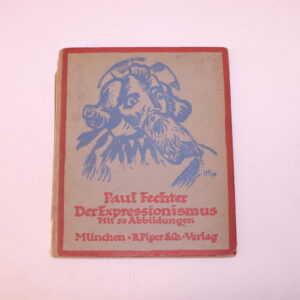 Paul Fechter
Der Expressionismus
Mit 50 Abbildungen
München · R. Piper & Co. · Verlag